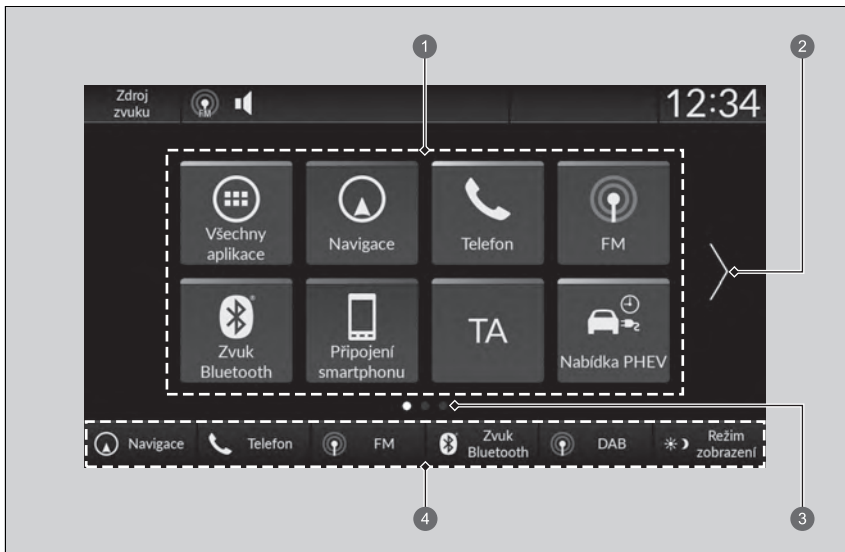 1
2
Zdroj
zvuku
FM
12:34
Všechny
aplikace
Navigace
Telefon
FM
Zvuk
Bluetooth
Připojení
smartphonu
TA
Nabídka PHEV
Navigace
Telefon
FM
Zvuk
Bluetooth
DAB
Režim
zobrazení
4
3